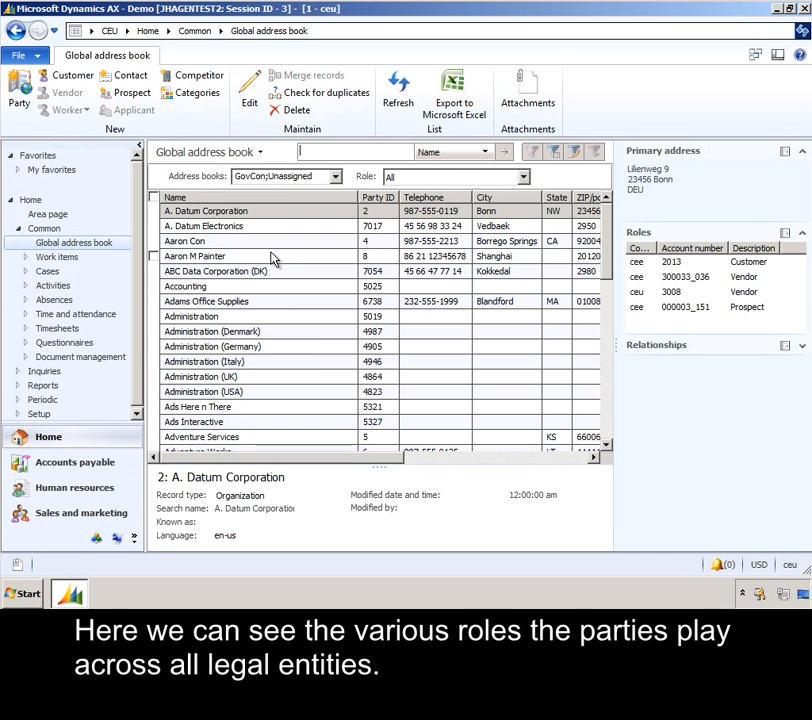 Microsoft Dynamics AX - Demo [JHAGENTEST2: Session ID - 3] - [1 - ceu]
CEU
Home
Common
Global address book
File
Global address book
Party
Customer
Contact
Competitor
Vendor
Prospect
Categories
Worker
Applicant
New
Edit
Merge records
Check for duplicates
Delete
Maintain
Refresh
Export to
Microsoft Excel
List
Attachments
Attachments
Favorites
My favorites
Home
Area page
Common
Global address book
Work items
Cases
Activities
Absences
Time and attendance
Timesheets
Questionnaires
Document management
Inquiries
Reports
Periodic
Setup
Home
Accounts payable
Human resources
Sales and marketing
Global address book
Name
Address books: GovCon;Unassigned Role: All
Name Party ID Telephone City State ZIP/po
A. Datum Corporation 2 987-555-0119 Bonn NW 23456
A. Datum Electronics 7017 45 56 98 33 24 Vedbaek 2950
Aaron Con 4 987-555-2213 Borrego Springs CA 92004
Aaron M Painter 8 86 21 12345678 Shanghai 20120
ABC Data Corporation (DK) 7054 45 66 47 77 14 Kokkedal 2980
Accounting 5025
Adams Office Supplies 6738 232-555-1999 Blandford MA 01008
Administration 5019
Administration (Denmark) 4987
Administration (Germany) 4905
Administration (Italy) 4946
Administration (UK) 4864
Administration (USA) 4823
Ads Here n There 5321
Ads Interactive 5327
Adventure Services 5 KS 66006
2: A. Datum Corporation
Record type: Organization
Search name: A. Datum Corporatio
Known as:
Language: en-us
Modified date and time: 12:00:00 am
Modified by:
Primary address
Lilienweg 9
23456 Bonn
DEU
Roles
Co... Account number Description
cee 2013 Customer
cee 300033_036 Vendor
ceu 3008 Vendor
cee 000003_151 Prospect
Relationships
(0) USD ceu
Start
Here we can see the various roles the parties play
across all legal entities.